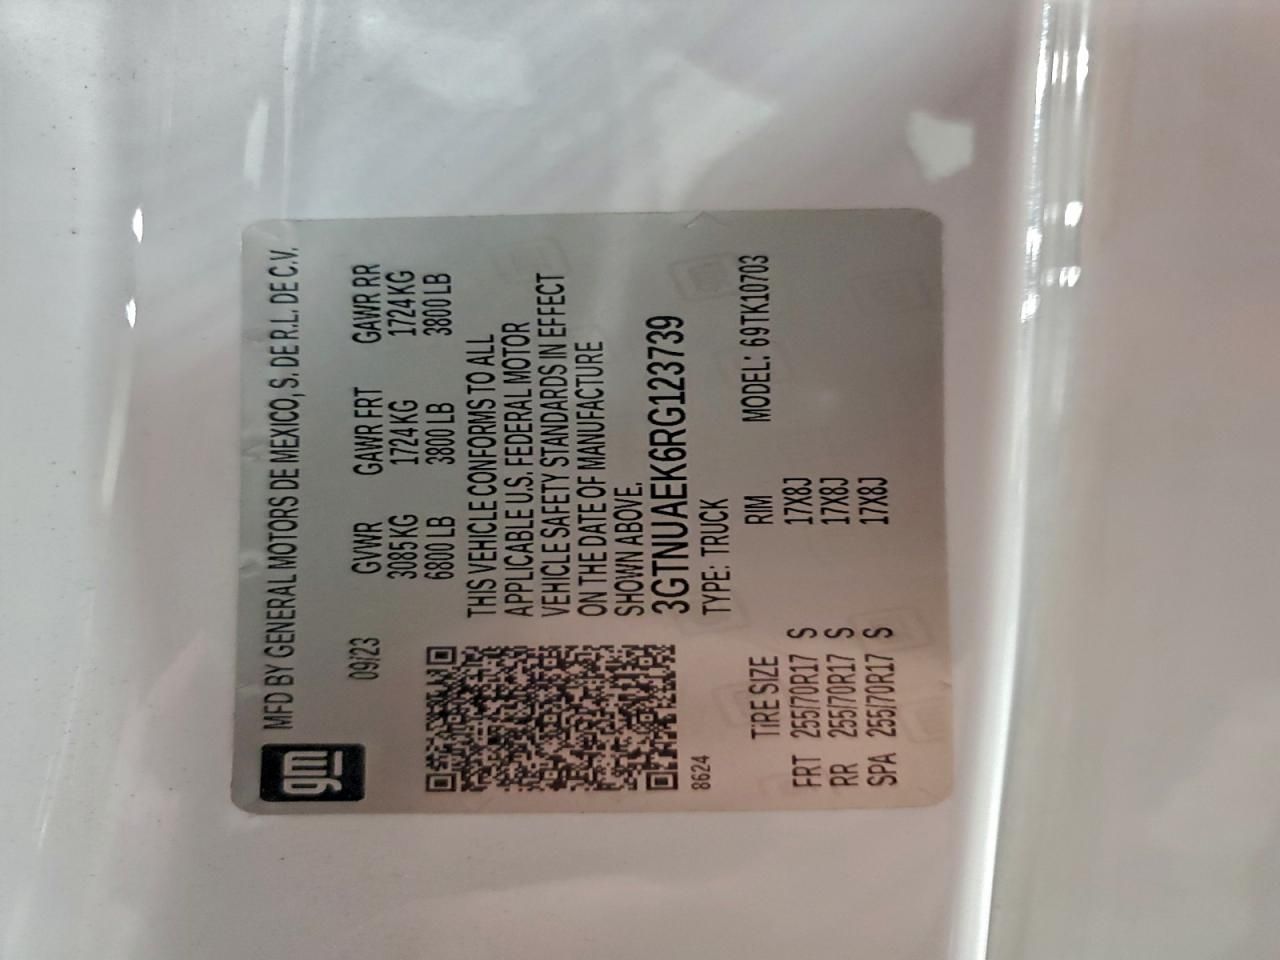 gm MFD BY GENERAL MOTORS DE MEXICO, S. DE R.L. DE C.V.
09/23 GVWR GAWR FRT GAWR RR
3085KG 1724KG 1724KG
6800 LB 3800 LB 3800 LB
THIS VEHICLE CONFORMS TO ALL
APPLICABLE U.S. FEDERAL MOTOR
VEHICLE SAFETY STANDARDS IN EFFECT
ON THE DATE OF MANUFACTURE
SHOWN ABOVE.
3GTNUAEK6RG123739
8624 TYPE: TRUCK
TIRE SIZE RIM MODEL: 69TK10703
FRT 255/70R17 S 17X8J
RR 255/70R17 S 17X8J
SPA 255/70R17 S 17X8J